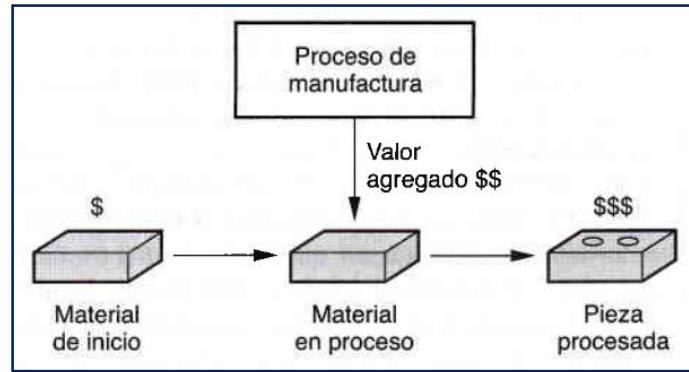 Proceso de
manufactura
Valor
agregado $$
$
$$$
Material
de inicio
Material
en proceso
Pieza
procesada